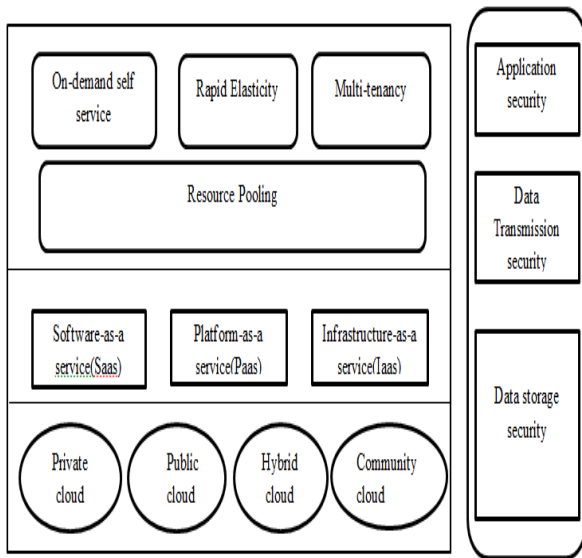 On-demand self
service
Rapid Elasticity
Multi-tenancy
Resource Pooling
Software-as-a
service(Saas)
Platform-as-a
service(Paas)
Infrastructure-as-a
service(Iaas)
Private
cloud
Public
cloud
Hybrid
cloud
Community
cloud
Application
security
Data
Transmission
security
Data storage
security